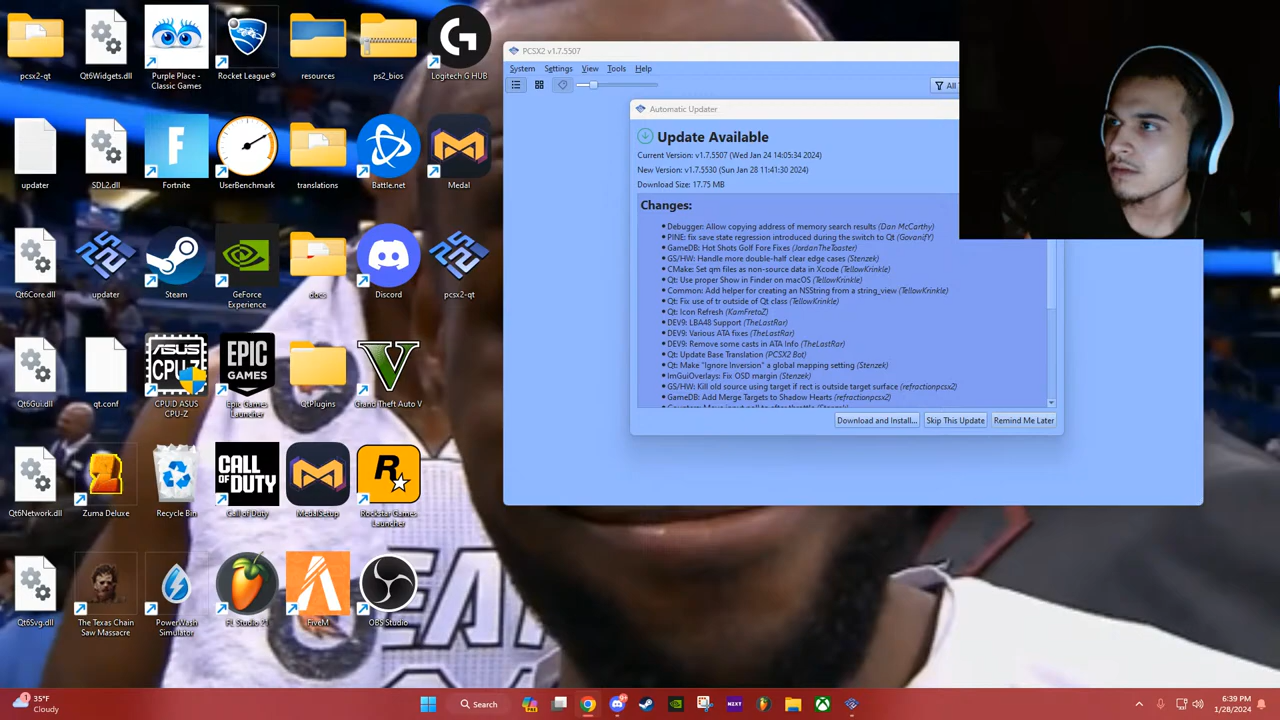 pcsx2-qt
Qt6Widgets.dll
Purple Place -
Classic Games
Rocket League®
resources
ps2_bios
Logitech G HUB
updater
SDL2.dll
Fortnite
UserBenchmark
translations
Battle.net
Medal
Qt6Core.dll
updater
Steam
GeForce
Experience
docs
Discord
pcsx2-qt
Qt6Gui.dll
qt.conf
CPUID ASUS
CPU-Z
Epic Games
Launcher
QtPlugins
Grand Theft Auto V
Qt6Network.dll
Zuma Deluxe
Recycle Bin
Call of Duty
MedalSetup
Rockstar Games
Launcher
Qt6Svg.dll
The Texas Chain
Saw Massacre
PowerWash
Simulator
FL Studio 21
FiveM
OBS Studio
ASUS
CPU-Z
EPIC
GAMES
CALL
OF DUTY
PCSX2 v1.7.5507
System Settings View Tools Help
All
Automatic Updater
Update Available
Current Version: v1.7.5507 (Wed Jan 24 14:05:34 2024)
New Version: v1.7.5530 (Sun Jan 28 11:41:30 2024)
Download Size: 17.75 MB
Changes:
• Debugger: Allow copying address of memory search results (Dan McCarthy)
• PINE: fix save state regression introduced during the switch to Qt (GovanifY)
• GameDB: Hot Shots Golf Fore Fixes (JordanTheToaster)
• GS/HW: Handle more double-half clear edge cases (Stenzek)
• CMake: Set qm files as non-source data in Xcode (TellowKrinkle)
• Qt: Use proper Show in Finder on macOS (TellowKrinkle)
• Common: Add helper for creating an NSString from a string_view (TellowKrinkle)
• Qt: Fix use of tr outside of Qt class (TellowKrinkle)
• Qt: Icon Refresh (KamFretoZ)
• DEV9: LBA48 Support (TheLastRar)
• DEV9: Various ATA fixes (TheLastRar)
• DEV9: Remove some casts in ATA Info (TheLastRar)
• Qt: Update Base Translation (PCSX2 Bot)
• Qt: Make "Ignore Inversion" a global mapping setting (Stenzek)
• ImGuiOverlays: Fix OSD margin (Stenzek)
• GS/HW: Kill old source using target if rect is outside target surface (refractionpcsx2)
• GameDB: Add Merge Targets to Shadow Hearts (refractionpcsx2)
Download and Install... Skip This Update Remind Me Later
35°F
Cloudy
Search
NZXT
6:39 PM
1/28/2024